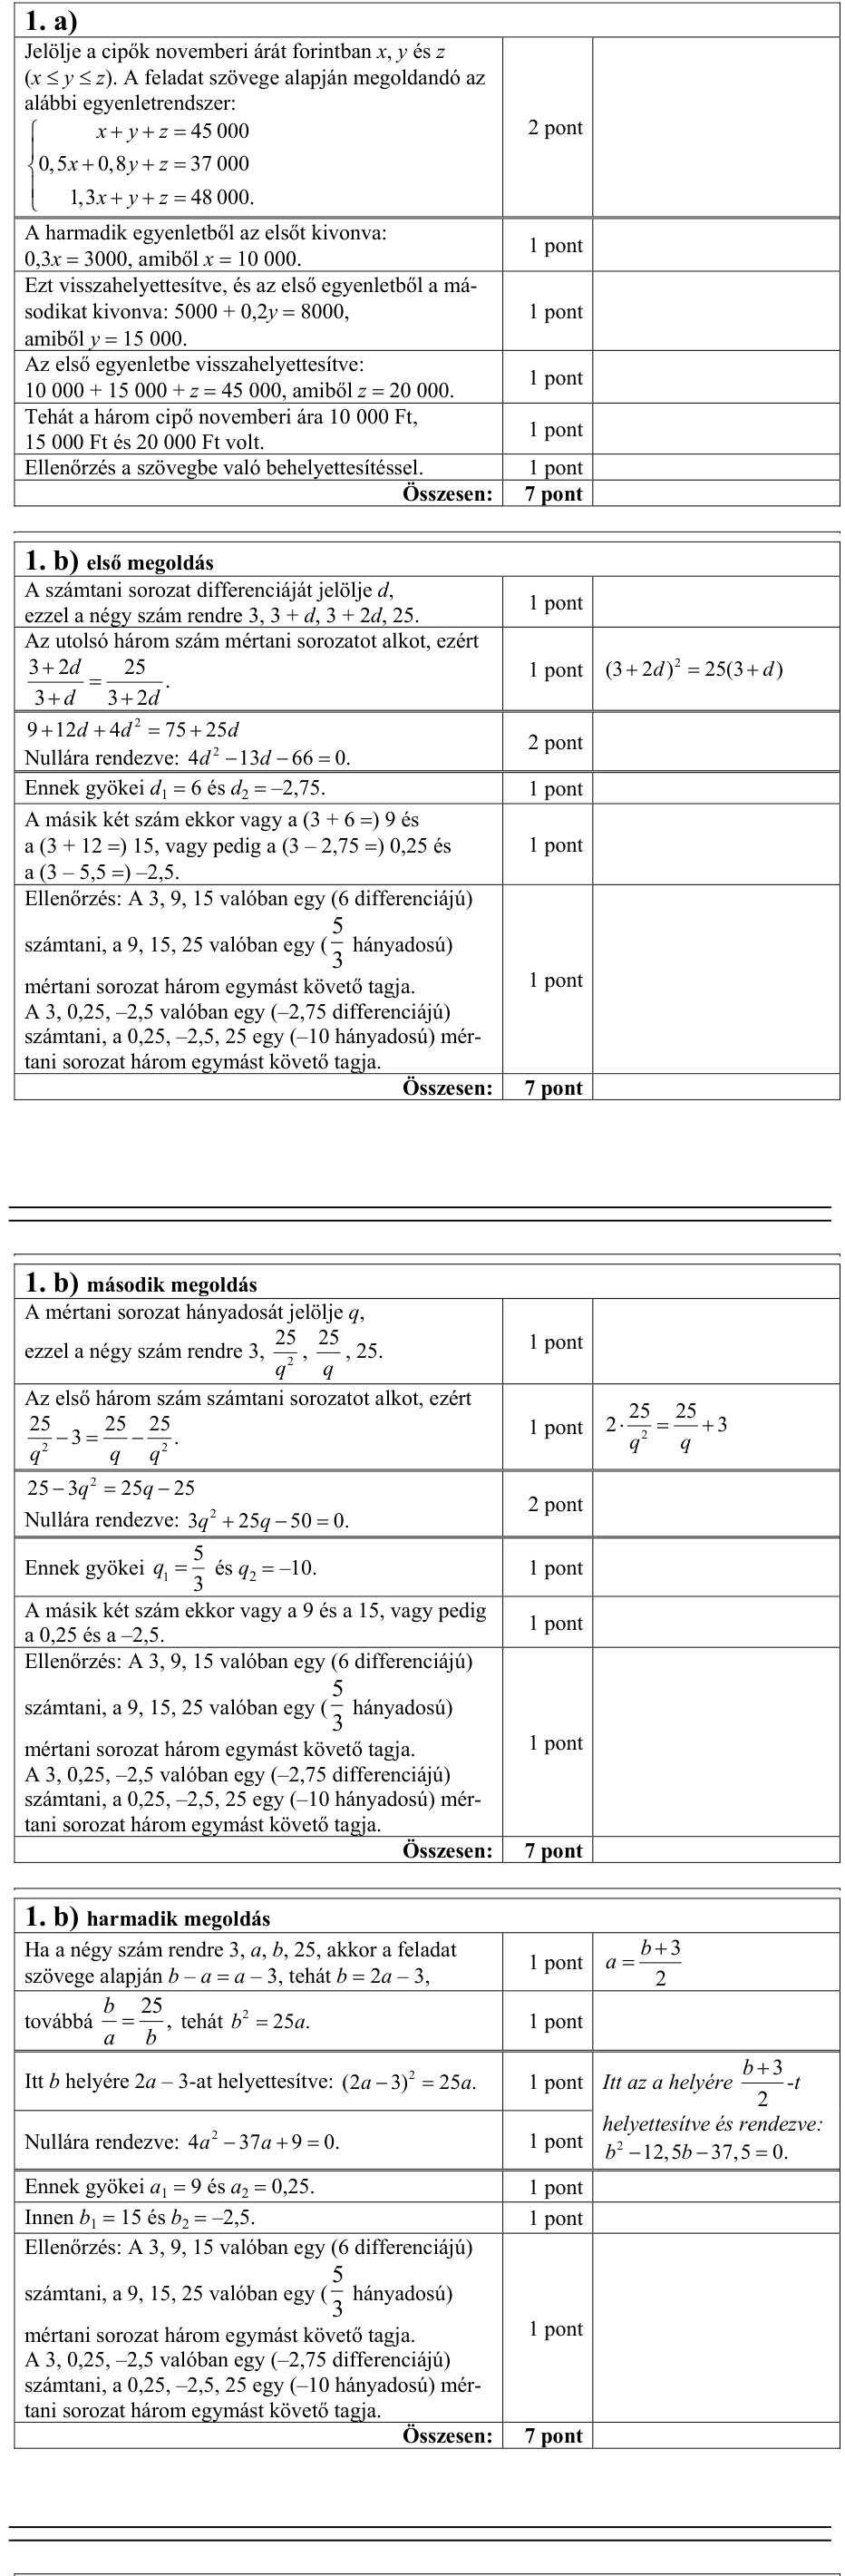 1. a)
Jelölje a cipők novemberi árát forintban x, y és z
(x ≤ y ≤ z). A feladat szövege alapján megoldandó az
alábbi egyenletrendszer:
x + y + z = 45 000
0,5x + 0,8y + z = 37 000
1,3x + y + z = 48 000.
2 pont
A harmadik egyenletből az elsőt kivonva:
0,3x = 3000, amiből x = 10 000.
1 pont
Ezt visszahelyettesítve, és az első egyenletből a má-
sodikat kivonva: 5000 + 0,2y = 8000,
amiből y = 15 000.
1 pont
Az első egyenletbe visszahelyettesítve:
10 000 + 15 000 + z = 45 000, amiből z = 20 000.
1 pont
Tehát a három cipő novemberi ára 10 000 Ft,
15 000 Ft és 20 000 Ft volt.
1 pont
Ellenőrzés a szövegbe való behelyettesítéssel.
1 pont
Összesen: 7 pont
1. b) első megoldás
A számtani sorozat differenciáját jelölje d,
ezzel a négy szám rendre 3, 3 + d, 3 + 2d, 25.
1 pont
Az utolsó három szám mértani sorozatot alkot, ezért
(3 + 2d)/(3 + d) = 25/(3 + 2d).
1 pont
(3 + 2d)² = 25(3 + d)
9 + 12d + 4d² = 75 + 25d
Nullára rendezve: 4d² − 13d − 66 = 0.
2 pont
Ennek gyökei d₁ = 6 és d₂ = –2,75.
1 pont
A másik két szám ekkor vagy a (3 + 6 =) 9 és
a (3 + 12 =) 15, vagy pedig a (3 – 2,75 =) 0,25 és
a (3 – 5,5 =) –2,5.
1 pont
Ellenőrzés: A 3, 9, 15 valóban egy (6 differenciájú)
számtani, a 9, 15, 25 valóban egy (5/3 hányadosú)
mértani sorozat három egymást követő tagja.
A 3, 0,25, –2,5 valóban egy (–2,75 differenciájú)
számtani, a 0,25, –2,5, 25 egy (–10 hányadosú) mér-
tani sorozat három egymást követő tagja.
1 pont
Összesen: 7 pont
1. b) második megoldás
A mértani sorozat hányadosát jelölje q,
ezzel a négy szám rendre 3, 25/q², 25/q, 25.
1 pont
Az első három szám számtani sorozatot alkot, ezért
25/q² − 3 = 25/q − 25/q².
1 pont
2·25/q² = 25/q + 3
25 − 3q² = 25q − 25
Nullára rendezve: 3q² + 25q − 50 = 0.
2 pont
Ennek gyökei q₁ = 5/3 és q₂ = –10.
1 pont
A másik két szám ekkor vagy a 9 és a 15, vagy pedig
a 0,25 és a –2,5.
1 pont
Ellenőrzés: A 3, 9, 15 valóban egy (6 differenciájú)
számtani, a 9, 15, 25 valóban egy (5/3 hányadosú)
mértani sorozat három egymást követő tagja.
A 3, 0,25, –2,5 valóban egy (–2,75 differenciájú)
számtani, a 0,25, –2,5, 25 egy (–10 hányadosú) mér-
tani sorozat három egymást követő tagja.
1 pont
Összesen: 7 pont
1. b) harmadik megoldás
Ha a négy szám rendre 3, a, b, 25, akkor a feladat
szövege alapján b – a = a – 3, tehát b = 2a – 3,
1 pont
a = (b + 3)/2
továbbá b/a = 25/b, tehát b² = 25a.
1 pont
Itt b helyére 2a – 3-at helyettesítve: (2a − 3)² = 25a.
1 pont
Itt az a helyére (b + 3)/2-t
helyettesítve és rendezve:
b² − 12,5b − 37,5 = 0.
Nullára rendezve: 4a² − 37a + 9 = 0.
1 pont
Ennek gyökei a₁ = 9 és a₂ = 0,25.
1 pont
Innen b₁ = 15 és b₂ = –2,5.
1 pont
Ellenőrzés: A 3, 9, 15 valóban egy (6 differenciájú)
számtani, a 9, 15, 25 valóban egy (5/3 hányadosú)
mértani sorozat három egymást követő tagja.
A 3, 0,25, –2,5 valóban egy (–2,75 differenciájú)
számtani, a 0,25, –2,5, 25 egy (–10 hányadosú) mér-
tani sorozat három egymást követő tagja.
1 pont
Összesen: 7 pont